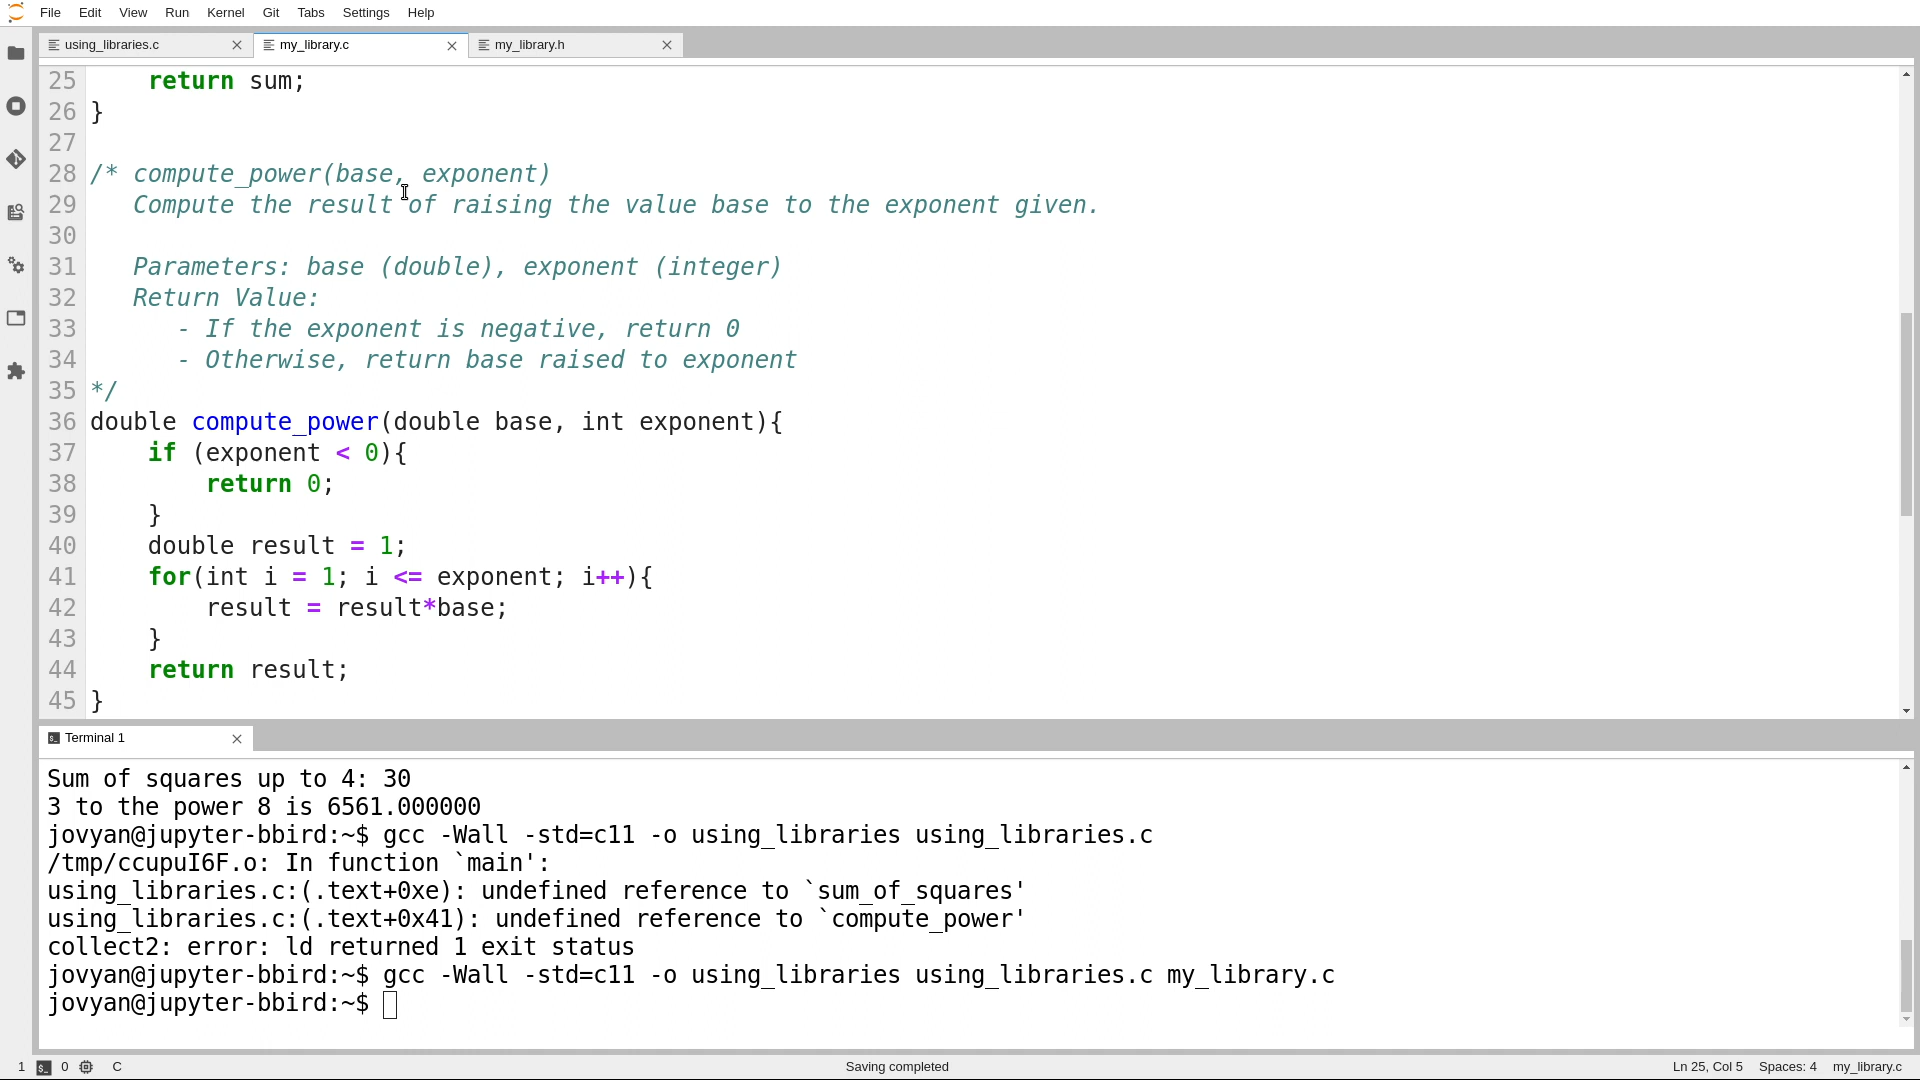 File Edit View Run Kernel Git Tabs Settings Help
using_libraries.c my_library.c my_library.h
25 return sum;
26 }
27
28 /* compute_power(base, exponent)
29 Compute the result of raising the value base to the exponent given.
30
31 Parameters: base (double), exponent (integer)
32 Return Value:
33 - If the exponent is negative, return 0
34 - Otherwise, return base raised to exponent
35 */
36 double compute_power(double base, int exponent){
37 if (exponent < 0){
38 return 0;
39 }
40 double result = 1;
41 for(int i = 1; i <= exponent; i++){
42 result = result*base;
43 }
44 return result;
45 }
Terminal 1
Sum of squares up to 4: 30
3 to the power 8 is 6561.000000
jovyan@jupyter-bbird:~$ gcc -Wall -std=c11 -o using_libraries using_libraries.c
/tmp/ccupuI6F.o: In function `main':
using_libraries.c:(.text+0xe): undefined reference to `sum_of_squares'
using_libraries.c:(.text+0x41): undefined reference to `compute_power'
collect2: error: ld returned 1 exit status
jovyan@jupyter-bbird:~$ gcc -Wall -std=c11 -o using_libraries using_libraries.c my_library.c
jovyan@jupyter-bbird:~$
1 0 C Saving completed Ln 25, Col 5 Spaces: 4 my_library.c